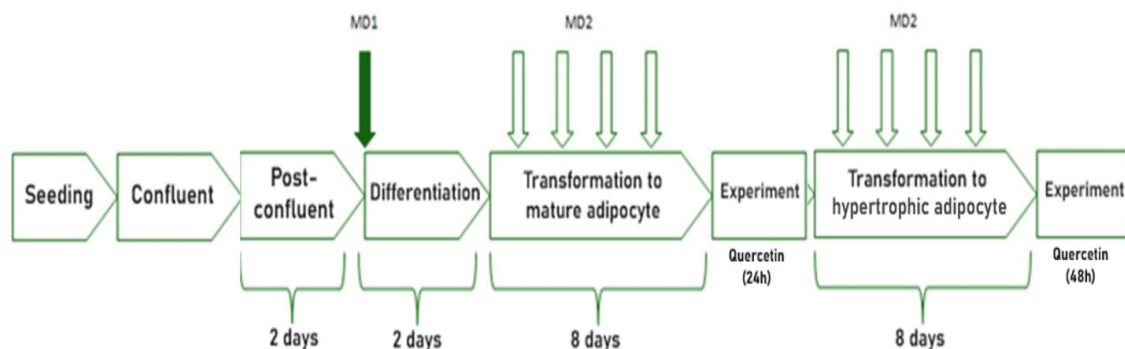 MD1
MD2
MD2
Seeding
Confluent
Post-
confluent
Differentiation
Transformation to
mature adipocyte
Experiment
Transformation to
hypertrophic adipocyte
Experiment
Quercetin
(24h)
Quercetin
(48h)
2 days
2 days
8 days
8 days